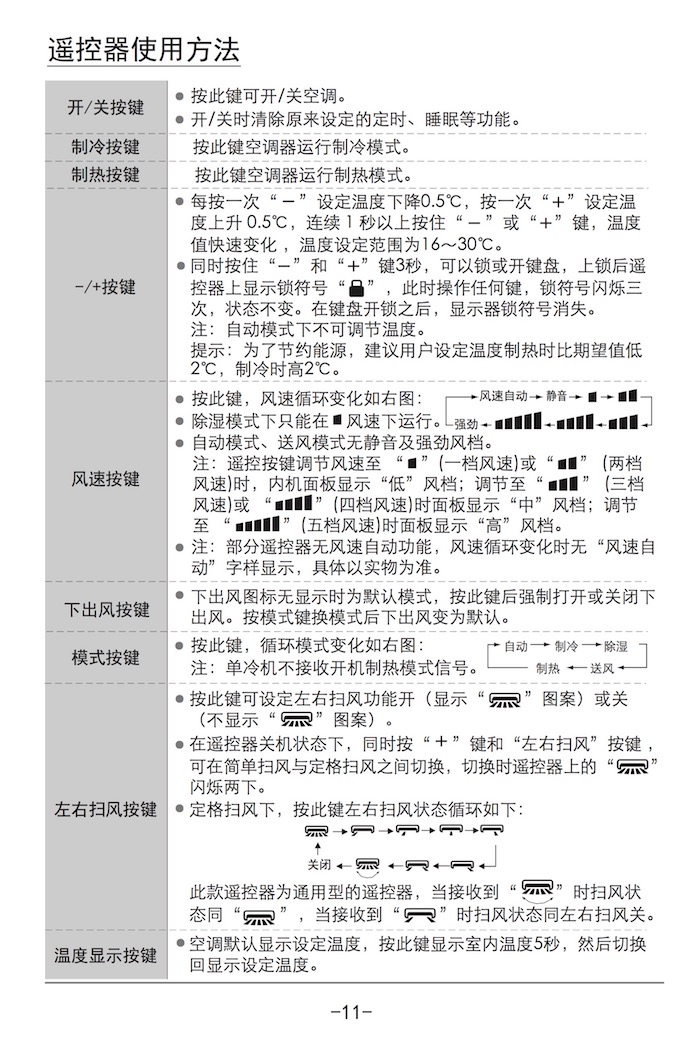 遥控器使用方法
开/关按键
● 按此键可开/关空调。
● 开/关时清除原来设定的定时、睡眠等功能。
制冷按键
按此键空调器运行制冷模式。
制热按键
按此键空调器运行制热模式。
-/+按键
● 每按一次“－”设定温度下降0.5℃，按一次“＋”设定温
度上升 0.5℃，连续 1 秒以上按住“－”或“＋”键，温度
值快速变化 ，温度设定范围为16～30℃。
● 同时按住“－”和“＋”键3秒，可以锁或开键盘，上锁后遥
控器上显示锁符号“ ”，此时操作任何键，锁符号闪烁三
次，状态不变。在键盘开锁之后，显示器锁符号消失。
注：自动模式下不可调节温度。
提示：为了节约能源，建议用户设定温度制热时比期望值低
2℃，制冷时高2℃。
风速按键
● 按此键，风速循环变化如右图：
风速自动 → 静音 → →
强劲 ← ← ←
● 除湿模式下只能在 风速下运行。
● 自动模式、送风模式无静音及强劲风档。
注：遥控按键调节风速至 “ ”(一档风速)或“ ” (两档
风速)时，内机面板显示“低”风档；调节至“ ” (三档
风速)或 “ ”(四档风速)时面板显示“中”风档；调节
至 “ ”(五档风速)时面板显示“高”风档。
● 注：部分遥控器无风速自动功能，风速循环变化时无“风速自
动”字样显示，具体以实物为准。
下出风按键
● 下出风图标无显示时为默认模式，按此键后强制打开或关闭下
出风。按模式键换模式后下出风变为默认。
模式按键
● 按此键，循环模式变化如右图：
注：单冷机不接收开机制热模式信号。
自动 → 制冷 → 除湿
制热 ← 送风
左右扫风按键
● 按此键可设定左右扫风功能开（显示“ ”图案）或关
（不显示“ ”图案）。
● 在遥控器关机状态下，同时按“＋”键和“左右扫风”按键，
可在简单扫风与定格扫风之间切换，切换时遥控器上的“ ”
闪烁两下。
● 定格扫风下，按此键左右扫风状态循环如下：
→ → → →
关闭 ← ← ←
此款遥控器为通用型的遥控器，当接收到“ ”时扫风状
态同“ ”，当接收到“ ”时扫风状态同左右扫风关。
温度显示按键
● 空调默认显示设定温度，按此键显示室内温度5秒，然后切换
回显示设定温度。
-11-